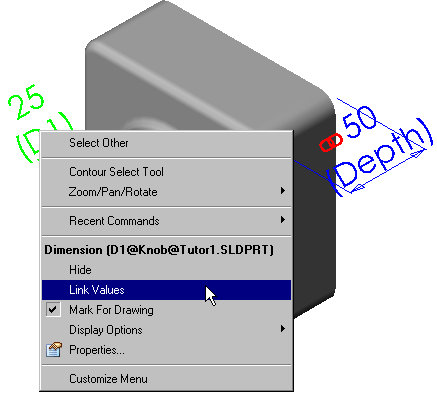 25
(D1)
50
(Depth)
Select Other
Contour Select Tool
Zoom/Pan/Rotate
Recent Commands
Dimension (D1@Knob@Tutor1.SLDPRT)
Hide
Link Values
Mark For Drawing
Display Options
Properties...
Customize Menu